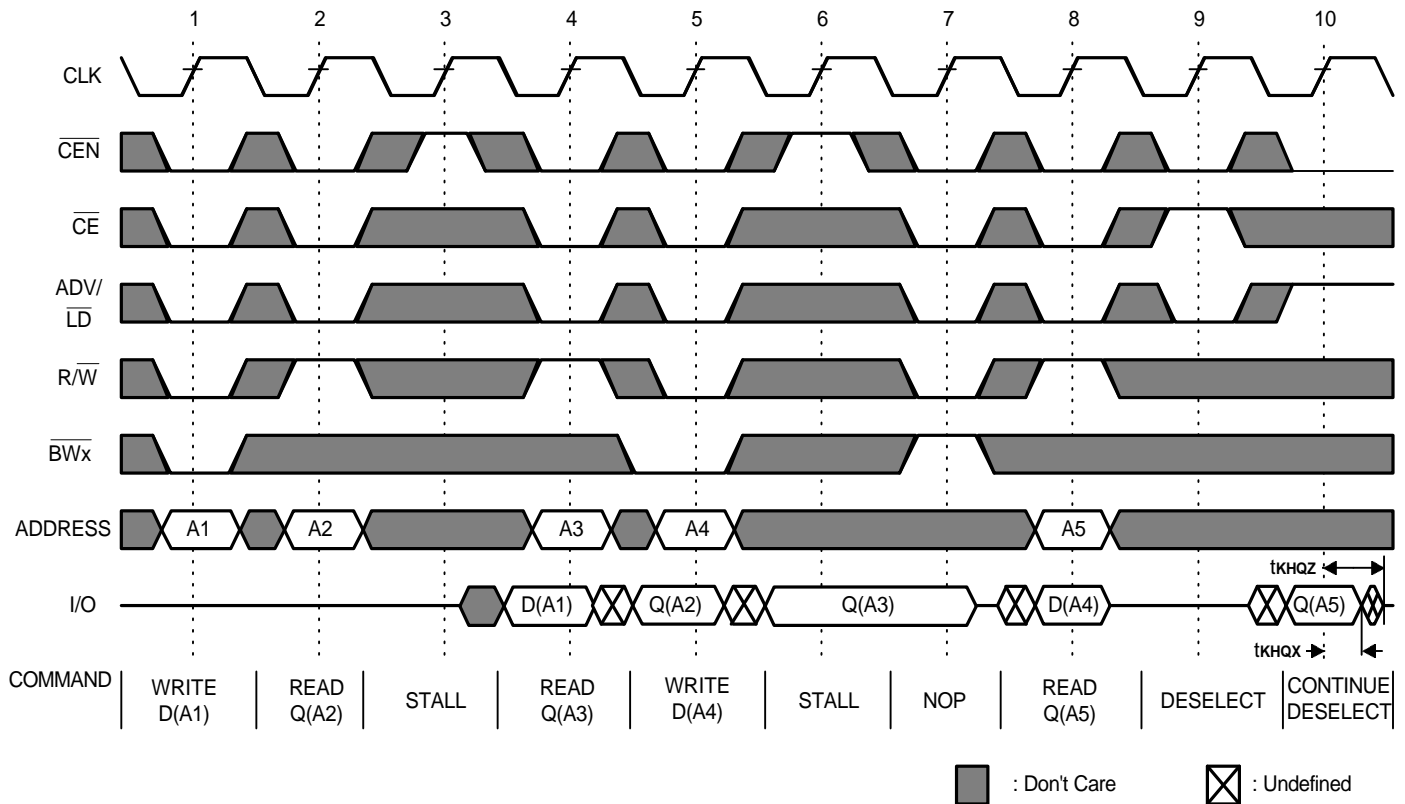 1 2 3 4 5 6 7 8 9 10
CLK
CEN
CE
ADV/
LD
R/W
BWx
ADDRESS A1 A2 A3 A4 A5
tKHQZ
I/O D(A1) Q(A2) Q(A3) D(A4) Q(A5)
tKHQX
COMMAND WRITE D(A1) READ Q(A2) STALL READ Q(A3) WRITE D(A4) STALL NOP READ Q(A5) DESELECT CONTINUE DESELECT
: Don't Care : Undefined